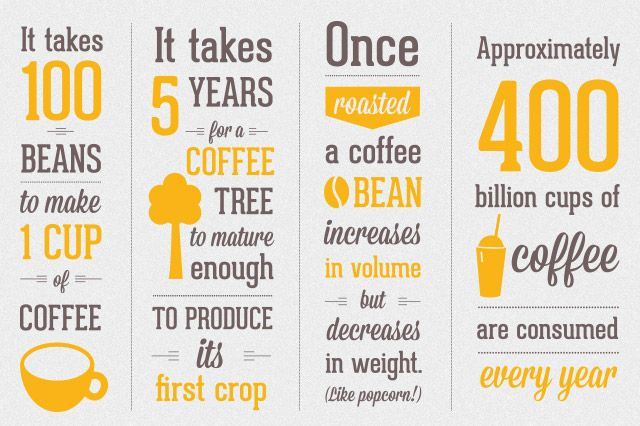 It takes
100
BEANS
to make
1 CUP
of
COFFEE
It takes
5 YEARS
for a
COFFEE
TREE
to mature
enough
TO PRODUCE
its
first crop
Once
roasted
a coffee
BEAN
increases
in volume
but
decreases
in weight.
(Like popcorn!)
Approximately
400
billion cups of
coffee
are consumed
every year